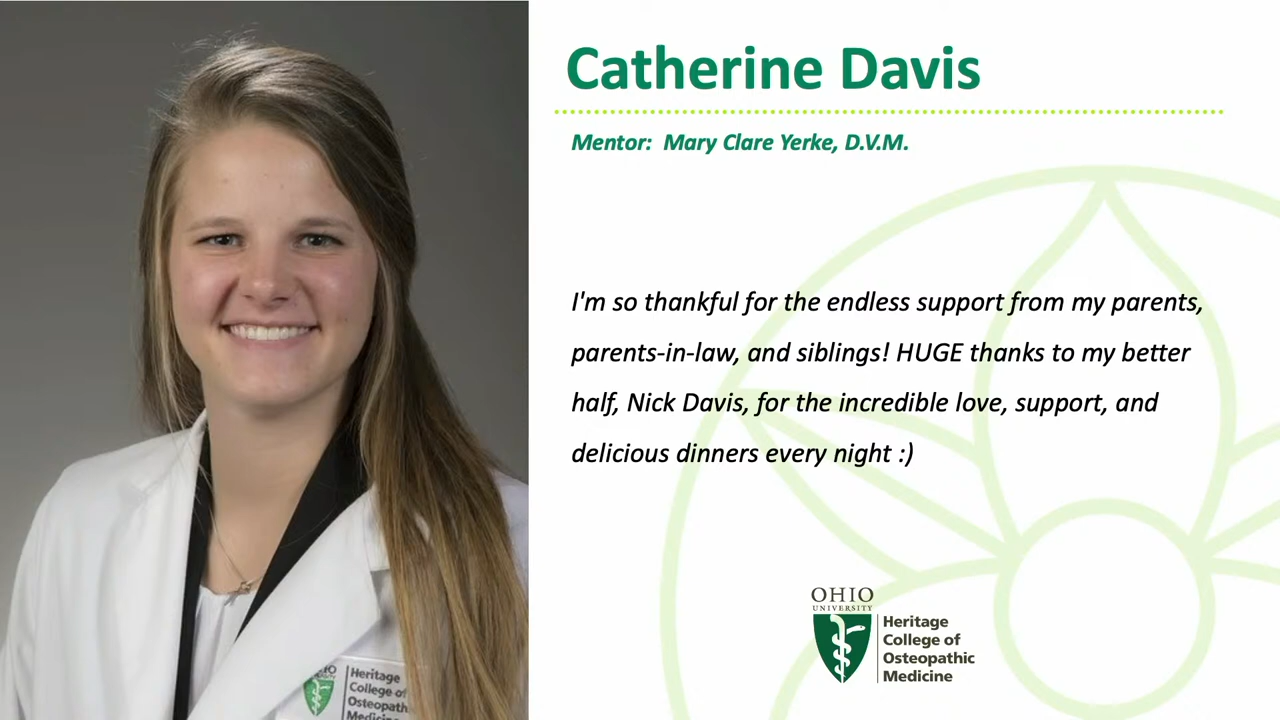 Catherine Davis
Mentor: Mary Clare Yerke, D.V.M.
I'm so thankful for the endless support from my parents,
parents-in-law, and siblings! HUGE thanks to my better
half, Nick Davis, for the incredible love, support, and
delicious dinners every night :)
OHIO
UNIVERSITY
Heritage
College of
Osteopathic
Medicine
Heritage
College of